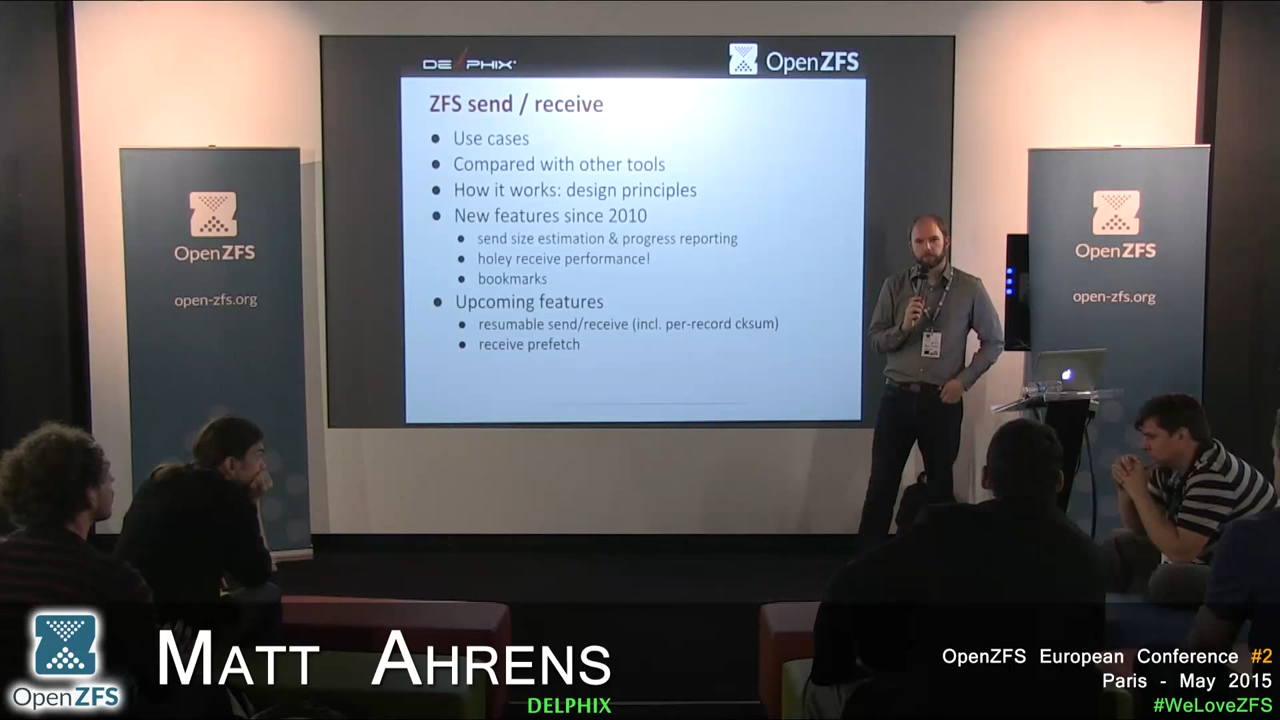 DELPHIX
OpenZFS
ZFS send / receive
● Use cases
● Compared with other tools
● How it works: design principles
● New features since 2010
● send size estimation & progress reporting
● holey receive performance!
● bookmarks
● Upcoming features
● resumable send/receive (incl. per-record cksum)
● receive prefetch
OpenZFS
open-zfs.org
OpenZFS
open-zfs.org
OpenZFS
MATT AHRENS
DELPHIX
OpenZFS European Conference #2
Paris - May 2015
#WeLoveZFS